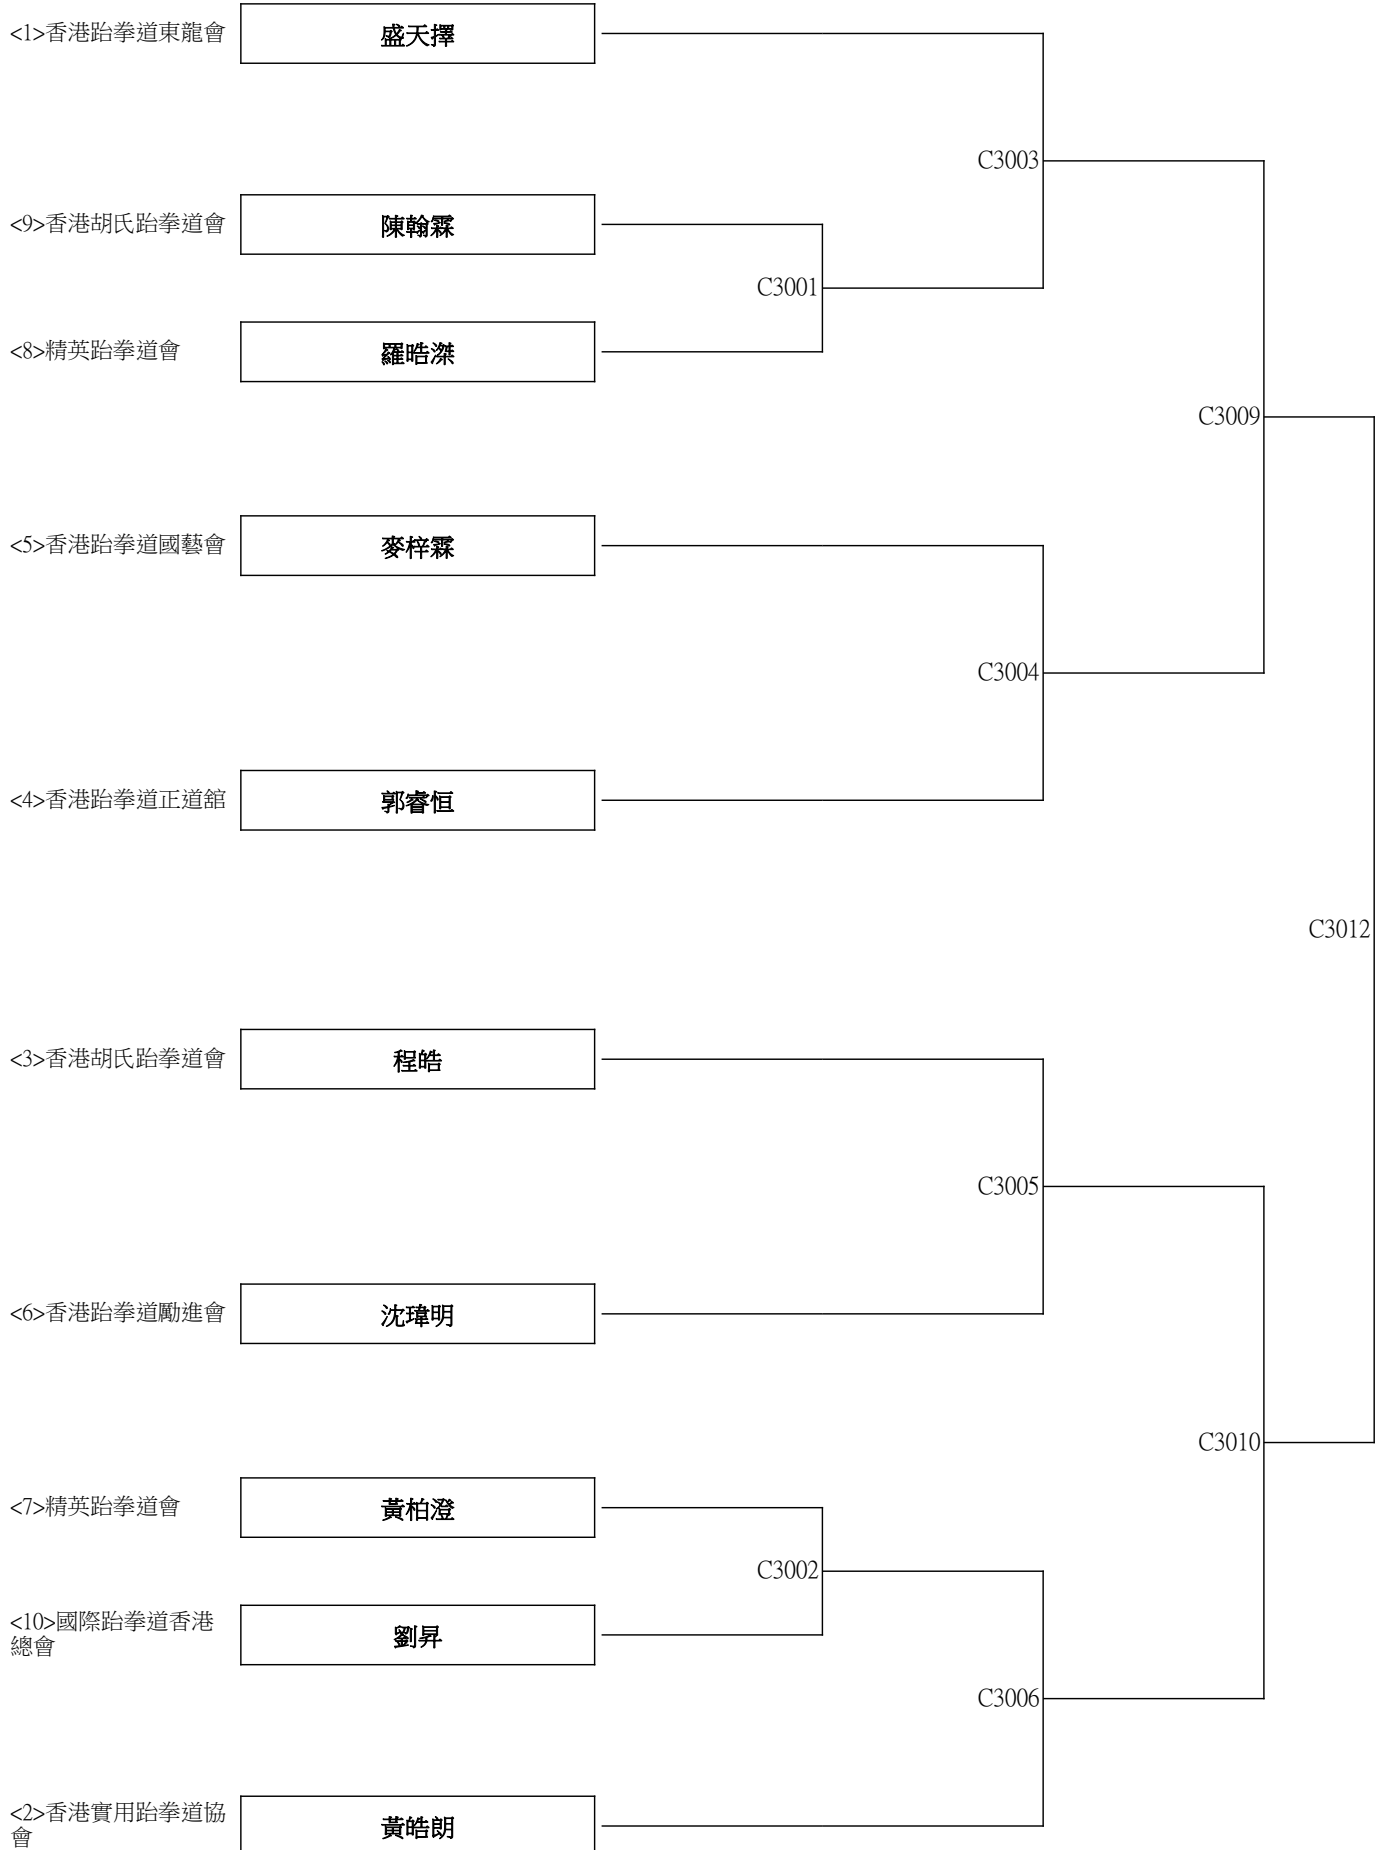 <1>香港跆拳道東龍會
盛天擇
C3003
<9>香港胡氏跆拳道會
陳翰霖
C3001
<8>精英跆拳道會
羅晧滐
C3009
<5>香港跆拳道國藝會
麥梓霖
C3004
<4>香港跆拳道正道舘
郭睿恒
C3012
<3>香港胡氏跆拳道會
程皓
C3005
<6>香港跆拳道勵進會
沈瑋明
C3010
<7>精英跆拳道會
黃柏澄
C3002
<10>國際跆拳道香港
總會
劉昇
C3006
<2>香港實用跆拳道協
會
黃皓朗